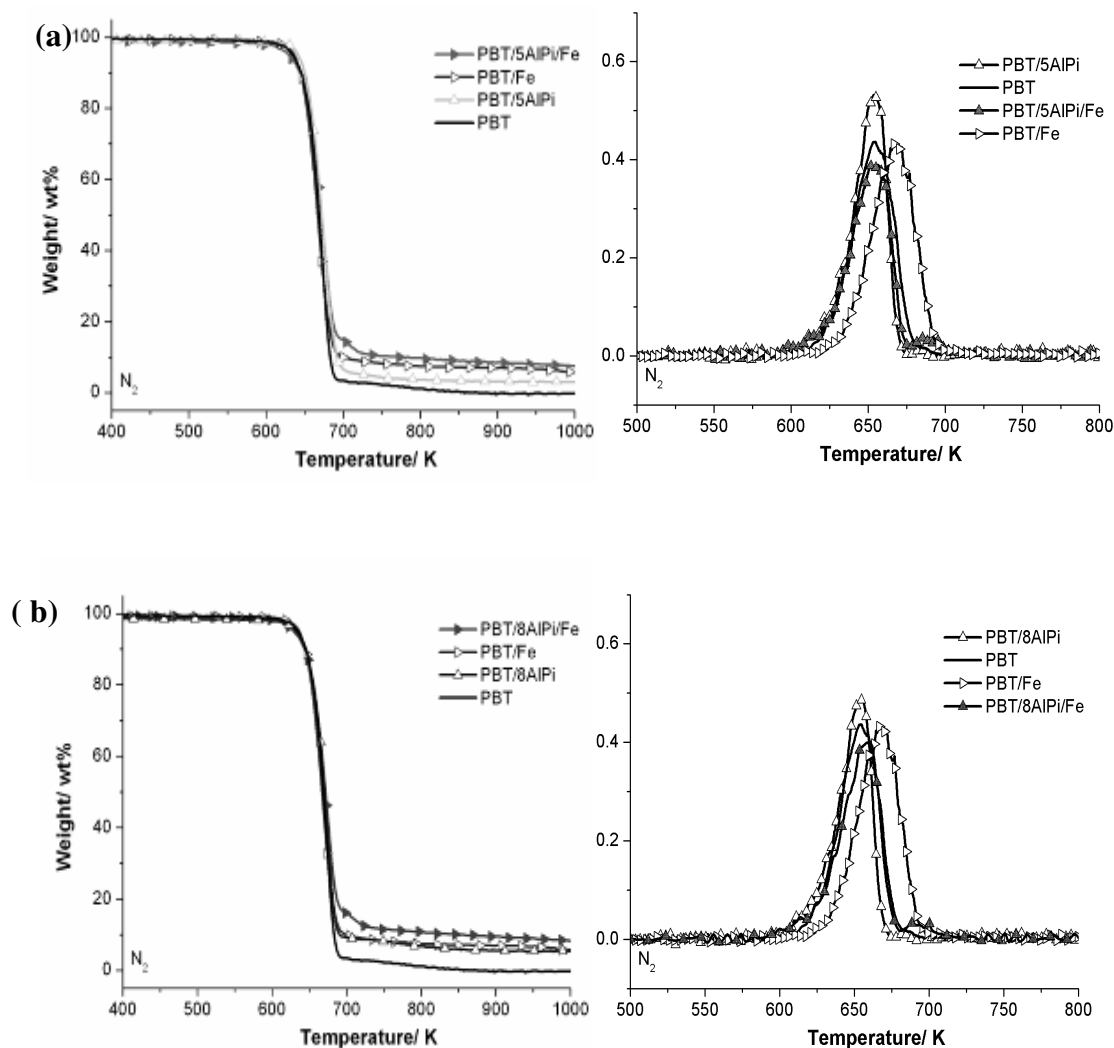 (a)
PBT/5AlPi/Fe
PBT/Fe
PBT/5AlPi
PBT
100
80
60
40
20
0
Weight/ wt%
N2
400 500 600 700 800 900 1000
Temperature/ K
PBT/5AlPi
PBT
PBT/5AlPi/Fe
PBT/Fe
0.6
0.4
0.2
0.0
N2
500 550 600 650 700 750 800
Temperature/ K
( b)
PBT/8AlPi/Fe
PBT/Fe
PBT/8AlPi
PBT
100
80
60
40
20
0
Weight/ wt%
N2
400 500 600 700 800 900 1000
Temperature/ K
PBT/8AlPi
PBT
PBT/Fe
PBT/8AlPi/Fe
0.6
0.4
0.2
0.0
N2
500 550 600 650 700 750 800
Temperature/ K